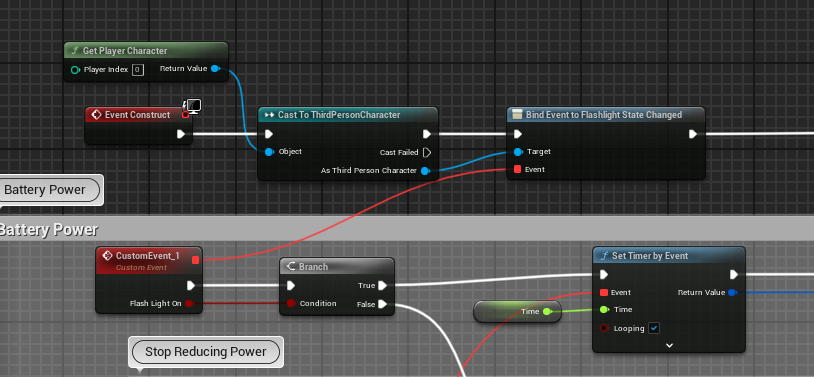 f Get Player Character
Player Index 0 Return Value
Event Construct
Cast To ThirdPersonCharacter
Object Cast Failed
As Third Person Character
Bind Event to Flashlight State Changed
Target
Event
Battery Power
Battery Power
CustomEvent_1
Custom Event
Flash Light On
Branch
True
Condition False
Time
f Set Timer by Event
Event Return Value
Time
Looping
Stop Reducing Power